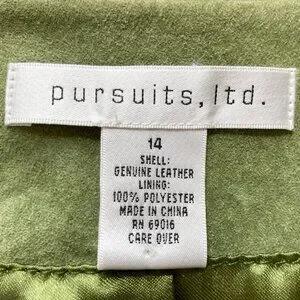 pursuits, ltd.
14
SHELL:
GENUINE LEATHER
LINING:
100% POLYESTER
MADE IN CHINA
RN 69016
CARE OVER